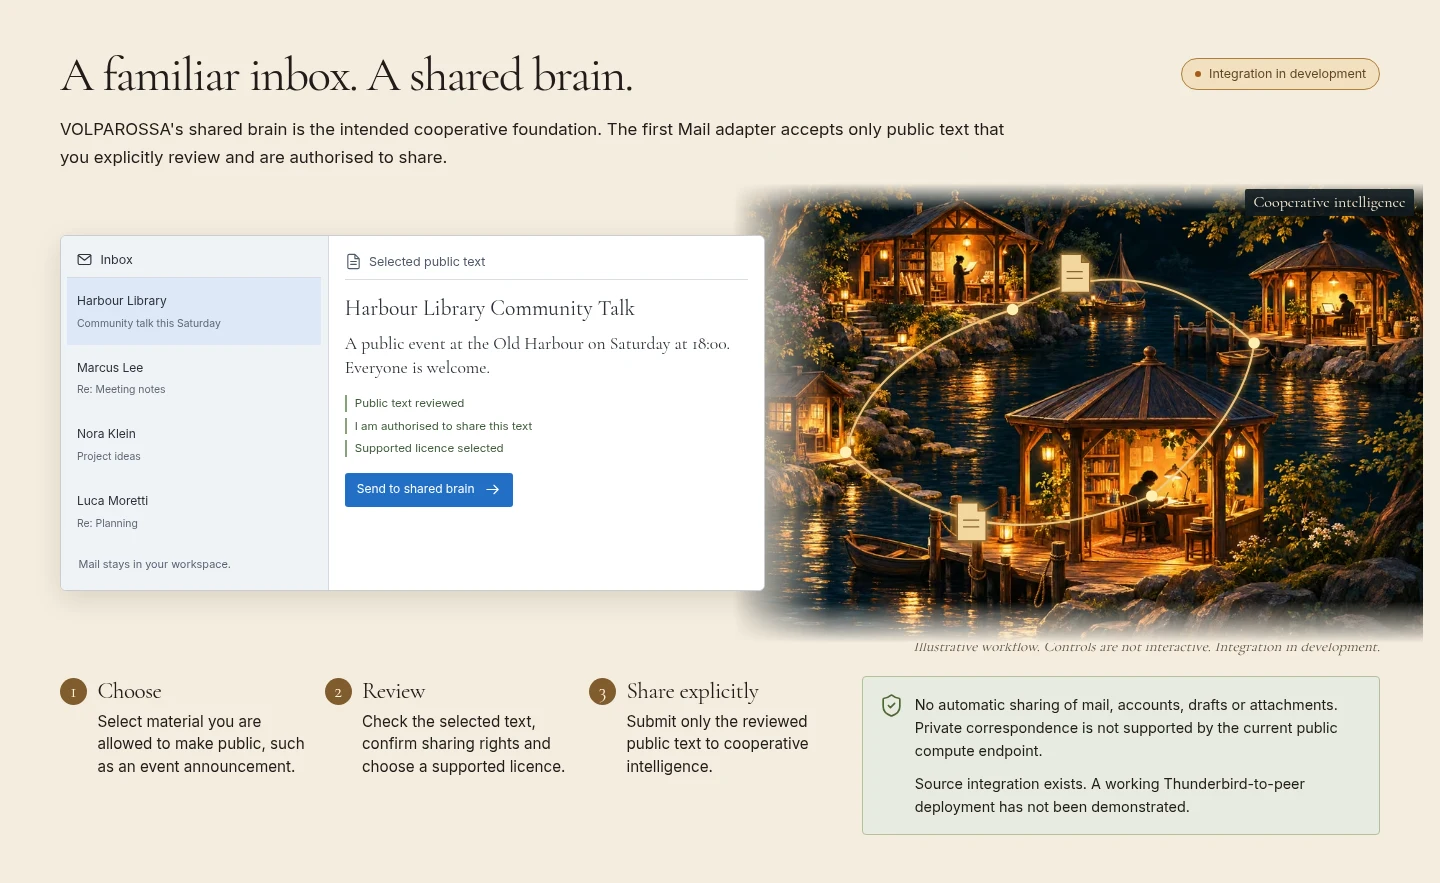 A familiar inbox. A shared brain.
Integration in development
VOLPAROSSA's shared brain is the intended cooperative foundation. The first Mail adapter accepts only public text that
you explicitly review and are authorised to share.
Cooperative intelligence
Inbox
Harbour Library
Community talk this Saturday
Marcus Lee
Re: Meeting notes
Nora Klein
Project ideas
Luca Moretti
Re: Planning
Mail stays in your workspace.
Selected public text
Harbour Library Community Talk
A public event at the Old Harbour on Saturday at 18:00.
Everyone is welcome.
Public text reviewed
I am authorised to share this text
Supported licence selected
Send to shared brain
Illustrative workflow. Controls are not interactive. Integration in development.
1 Choose
Select material you are
allowed to make public, such
as an event announcement.
2 Review
Check the selected text,
confirm sharing rights and
choose a supported licence.
3 Share explicitly
Submit only the reviewed
public text to cooperative
intelligence.
No automatic sharing of mail, accounts, drafts or attachments.
Private correspondence is not supported by the current public
compute endpoint.
Source integration exists. A working Thunderbird-to-peer
deployment has not been demonstrated.